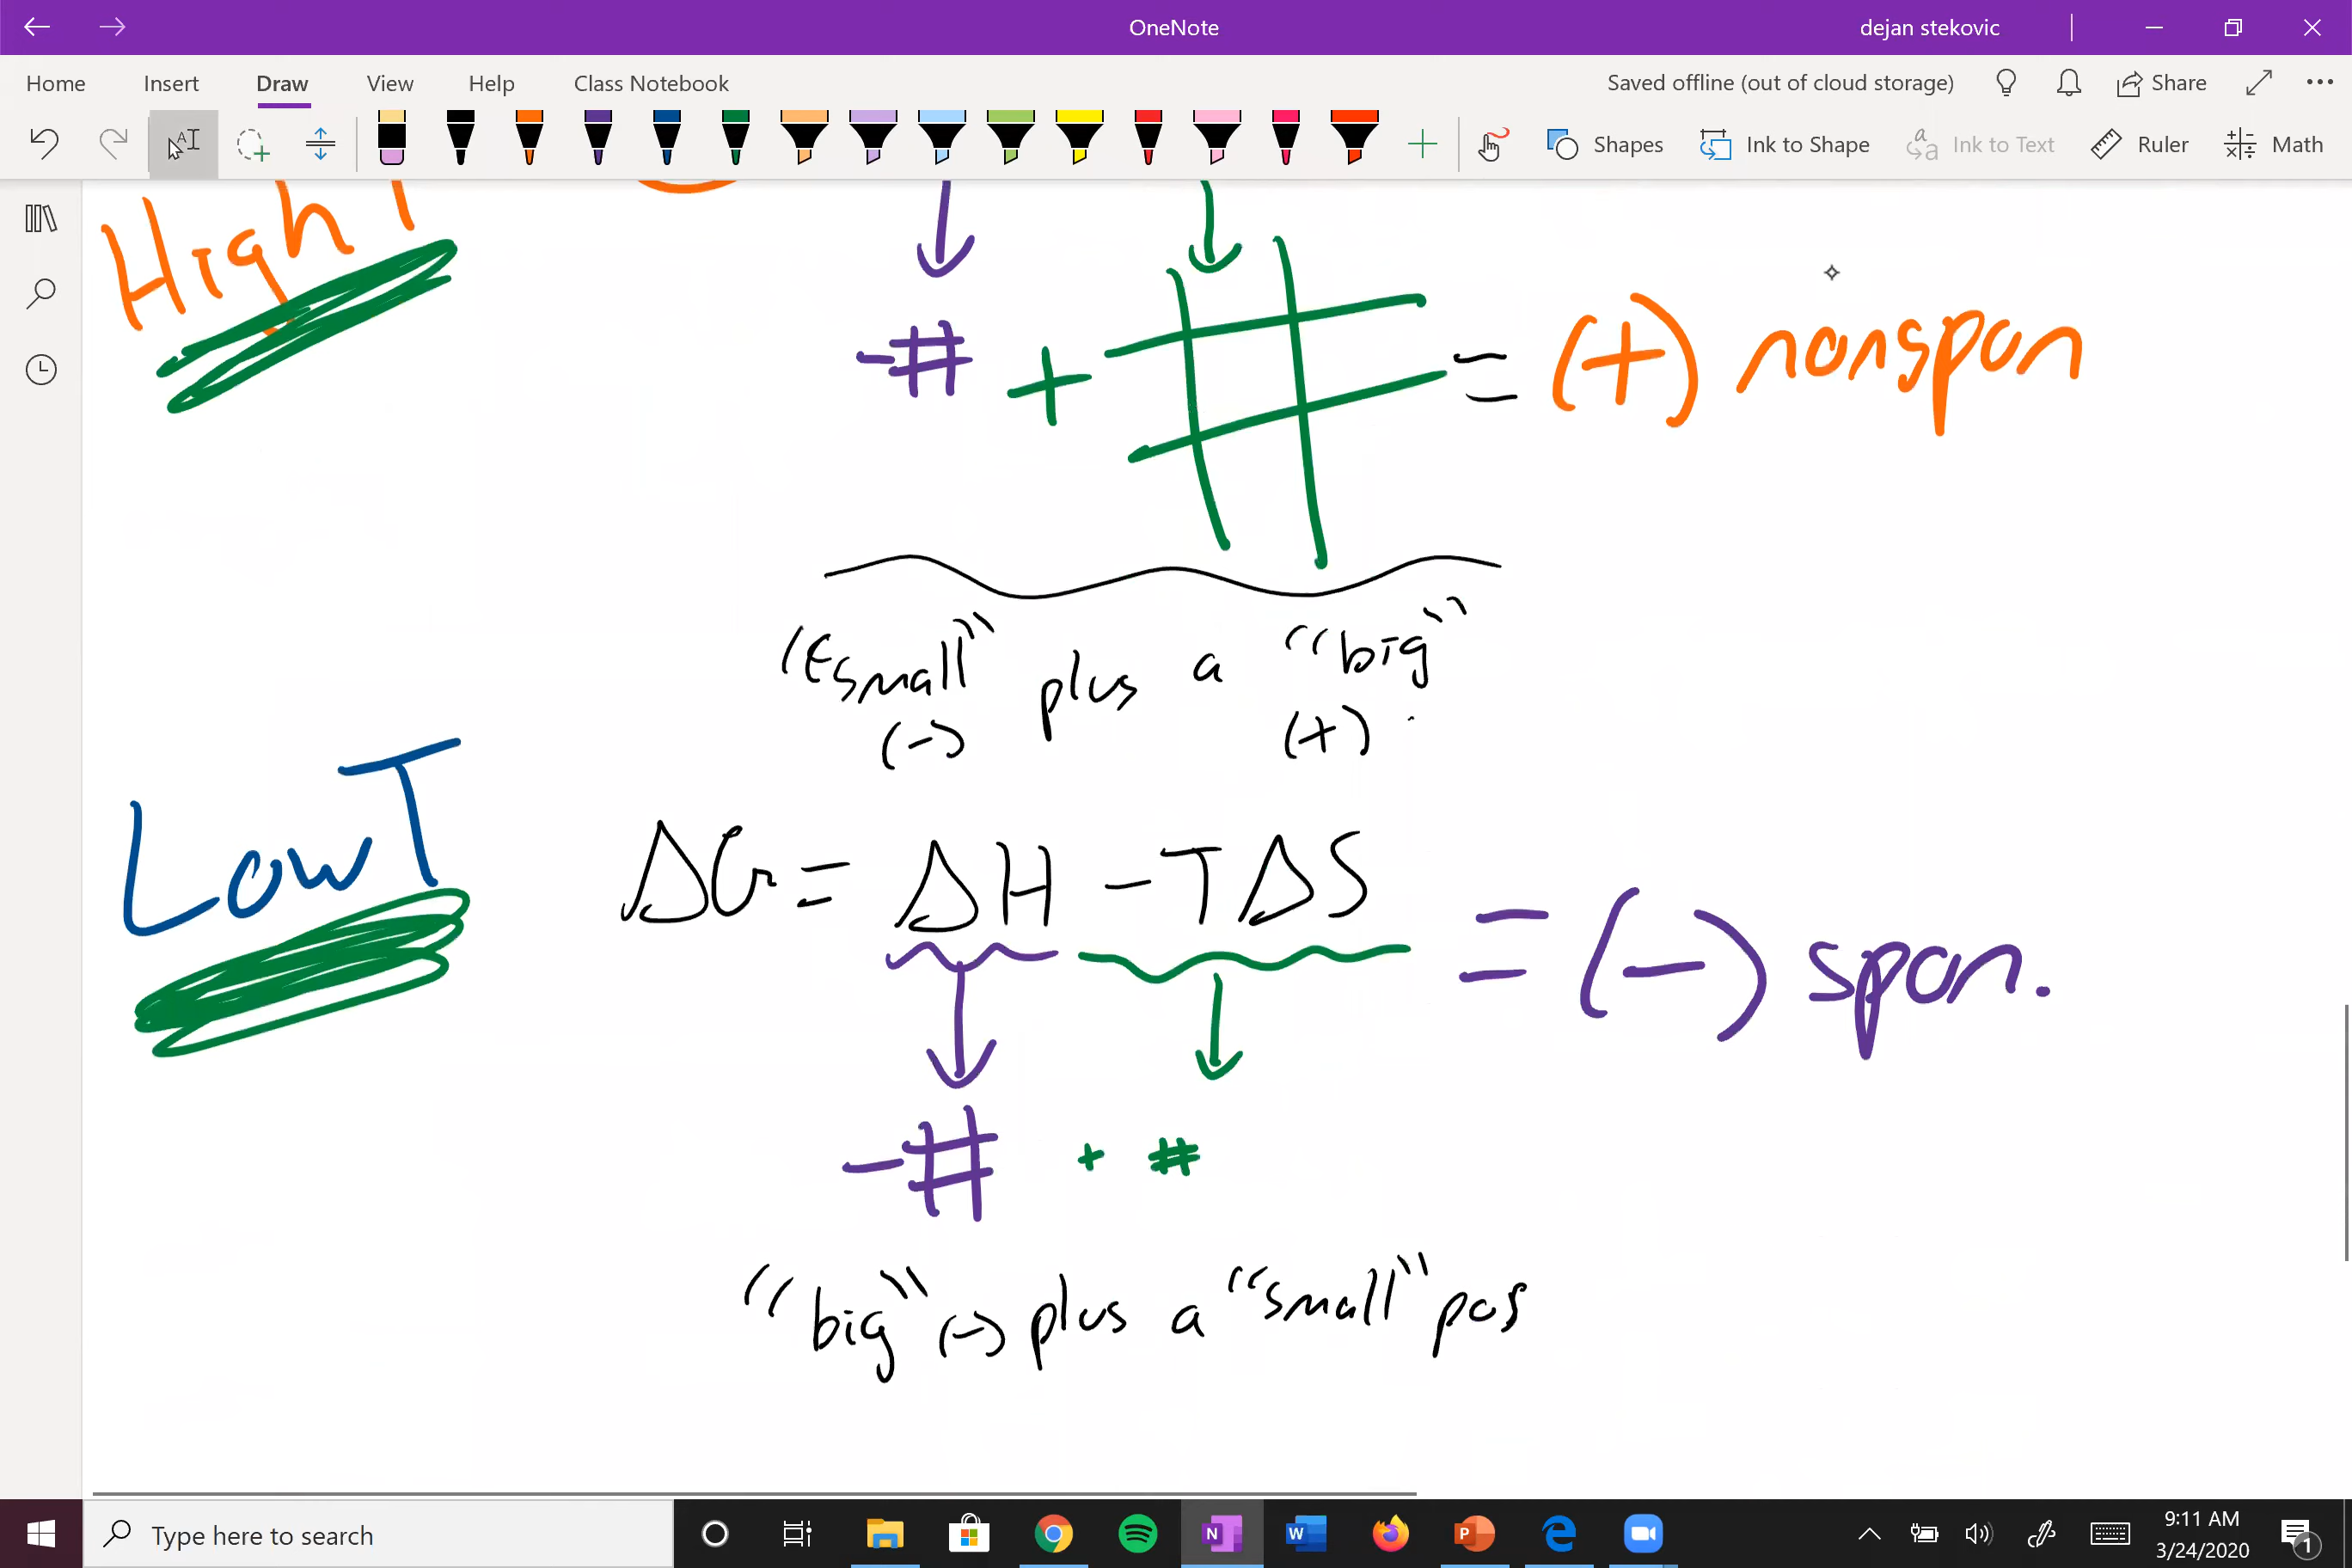 OneNote
dejan stekovic
Home Insert Draw View Help Class Notebook
Saved offline (out of cloud storage)
Share
Shapes Ink to Shape Ink to Text Ruler Math
High T
-# + # = (+) nonspon
"small" plus a "big"
(-) (+)
Low T
ΔG = ΔH - TΔS = (-) spon.
-# + #
"big" (-) plus a "small" pos
Type here to search
9:11 AM
3/24/2020
1